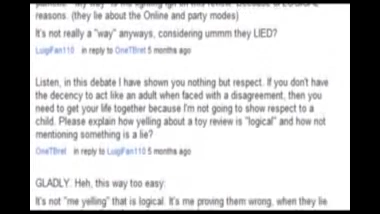 reasons. (they lie about the Online and party modes)
It's not really a "way" anyways, considering ummm they LIED?
LuigiFan110 in reply to OneTBrel 5 months ago
Listen, in this debate I have shown you nothing but respect. If you don't have
the decency to act like an adult when faced with a disagreement, then you
need to get your life together because I'm not going to show respect to a
child. Please explain how yelling about a toy review is "logical" and how not
mentioning something is a lie?
OneTBrel in reply to LuigiFan110 5 months ago
GLADLY. Heh, this way too easy:
It's not "me yelling" that is logical. It's me proving them wrong, when they lie